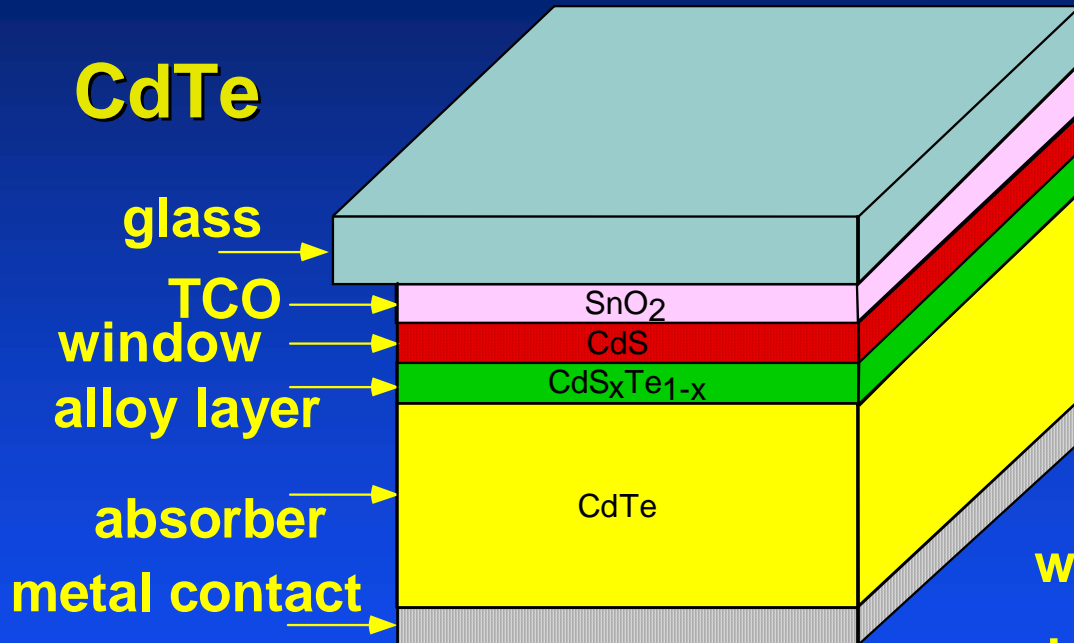 CdTe
glass
TCO
SnO2
window
CdS
alloy layer
CdSxTe1-x
absorber
CdTe
metal contact
w